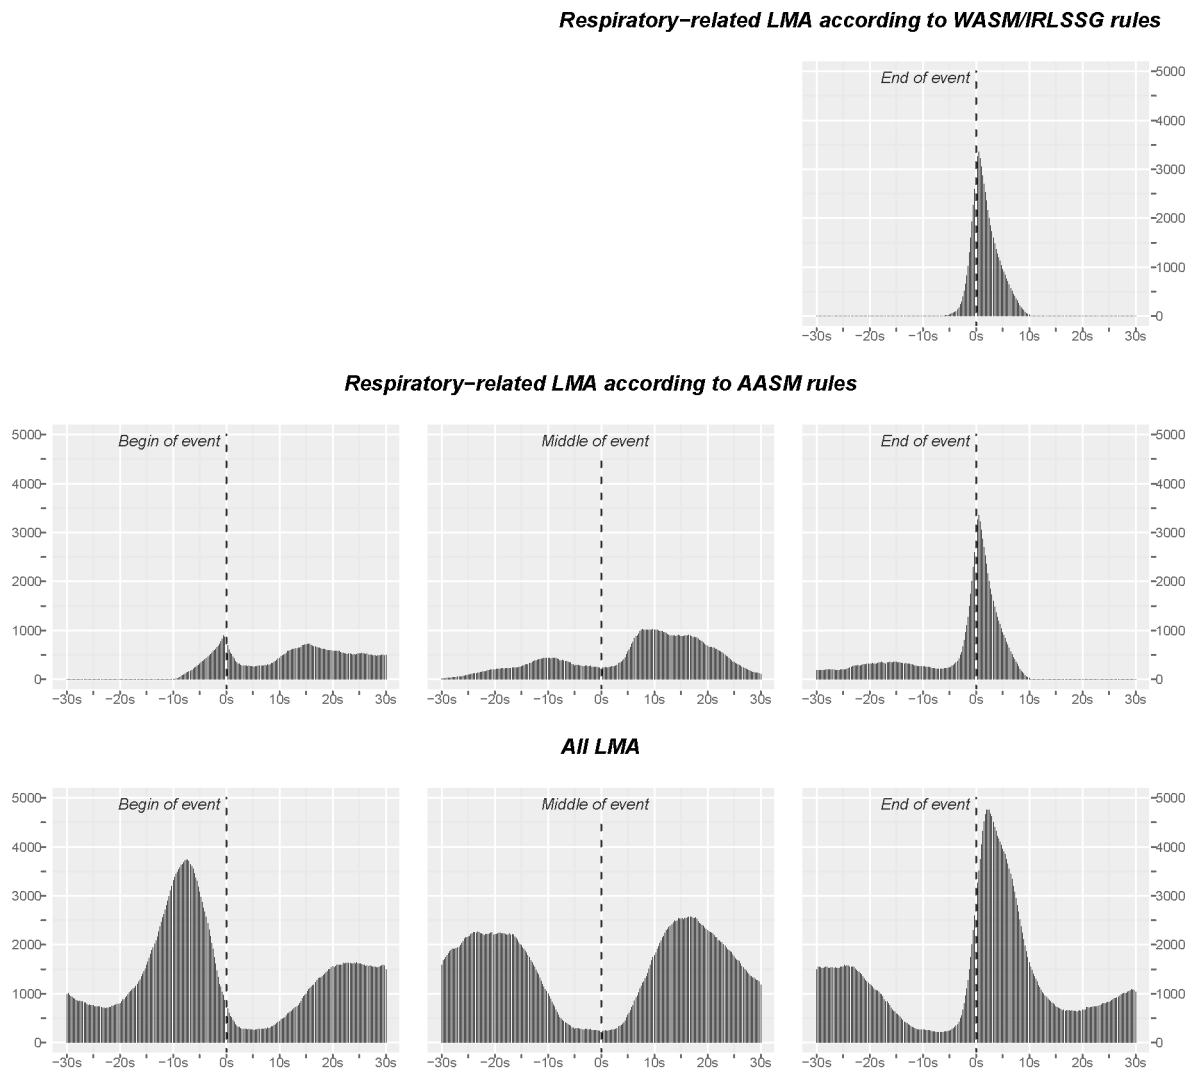 Respiratory−related LMA according to WASM/IRLSSG rules
End of event
5000
4000
3000
2000
1000
0
−30s −20s −10s 0s 10s 20s 30s
Respiratory−related LMA according to AASM rules
Begin of event
5000
4000
3000
2000
1000
0
−30s −20s −10s 0s 10s 20s 30s
Middle of event
−30s −20s −10s 0s 10s 20s 30s
End of event
5000
4000
3000
2000
1000
0
−30s −20s −10s 0s 10s 20s 30s
All LMA
Begin of event
5000
4000
3000
2000
1000
0
−30s −20s −10s 0s 10s 20s 30s
Middle of event
−30s −20s −10s 0s 10s 20s 30s
End of event
5000
4000
3000
2000
1000
0
−30s −20s −10s 0s 10s 20s 30s